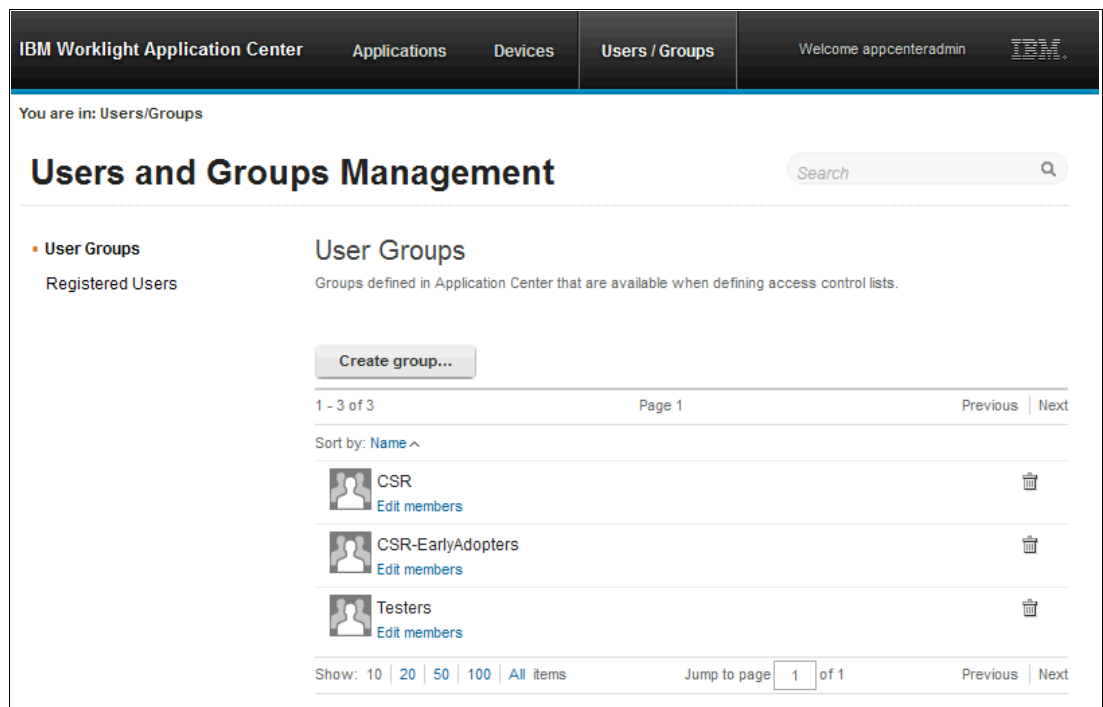 IBM Worklight Application Center Applications Devices Users / Groups Welcome appcenteradmin IBM.
You are in: Users/Groups
Users and Groups Management Search
User Groups
Registered Users
User Groups
Groups defined in Application Center that are available when defining access control lists.
Create group...
1 - 3 of 3 Page 1 Previous Next
Sort by: Name
CSR
Edit members
CSR-EarlyAdopters
Edit members
Testers
Edit members
Show: 10 20 50 100 All items Jump to page 1 of 1 Previous Next